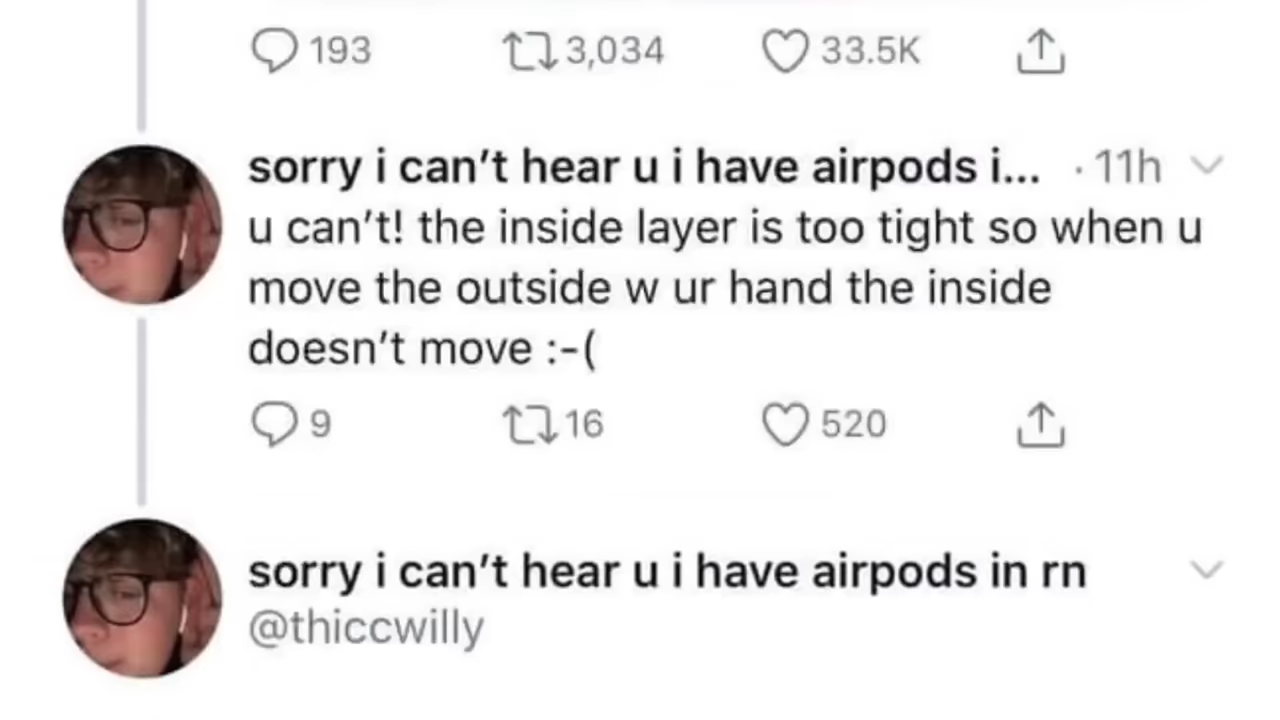 193 3,034 33.5K
sorry i can’t hear u i have airpods i... · 11h
u can’t! the inside layer is too tight so when u
move the outside w ur hand the inside
doesn’t move :-(
9 16 520
sorry i can’t hear u i have airpods in rn
@thiccwilly